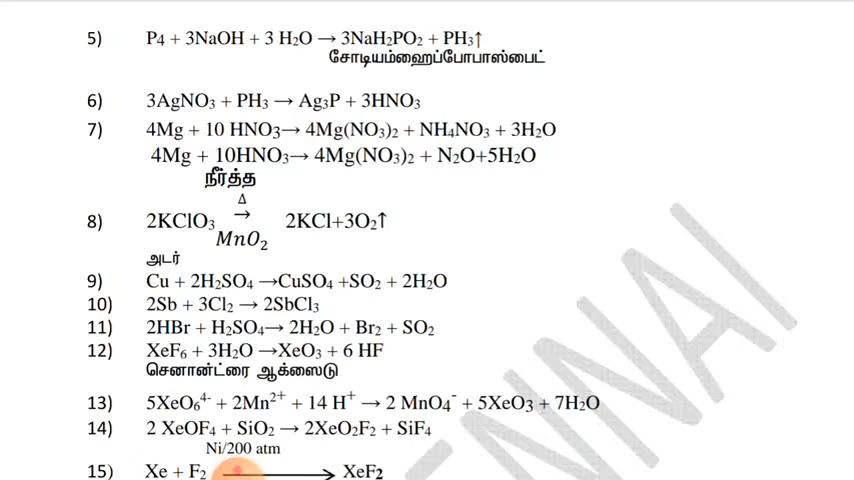 5) P₄ + 3NaOH + 3 H₂O → 3NaH₂PO₂ + PH₃↑
சோடியம்ஹைப்போபாஸ்பைட்
6) 3AgNO₃ + PH₃ → Ag₃P + 3HNO₃
7) 4Mg + 10 HNO₃→ 4Mg(NO₃)₂ + NH₄NO₃ + 3H₂O
4Mg + 10HNO₃→ 4Mg(NO₃)₂ + N₂O+5H₂O
நீர்த்த
Δ
8) 2KClO₃ → 2KCl+3O₂↑
MnO₂
அடர்
9) Cu + 2H₂SO₄ →CuSO₄ +SO₂ + 2H₂O
10) 2Sb + 3Cl₂ → 2SbCl₃
11) 2HBr + H₂SO₄→ 2H₂O + Br₂ + SO₂
12) XeF₆ + 3H₂O →XeO₃ + 6 HF
செனான்ட்ரை ஆக்ஸைடு
13) 5XeO₆⁴⁻ + 2Mn²⁺ + 14 H⁺ → 2 MnO₄⁻ + 5XeO₃ + 7H₂O
14) 2 XeOF₄ + SiO₂ → 2XeO₂F₂ + SiF₄
Ni/200 atm
15) Xe + F₂ → XeF₂
ENNAI